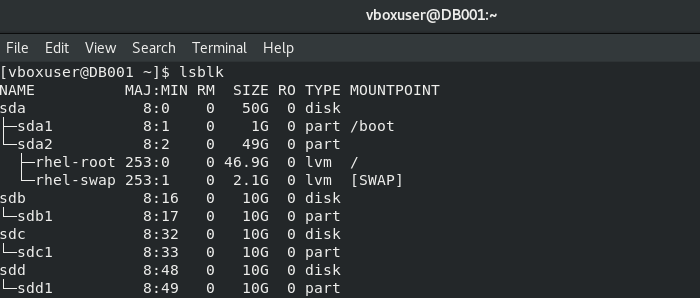 vboxuser@DB001:~
File Edit View Search Terminal Help
[vboxuser@DB001 ~]$ lsblk
NAME          MAJ:MIN RM  SIZE RO TYPE MOUNTPOINT
sda             8:0    0   50G  0 disk
├─sda1          8:1    0    1G  0 part /boot
└─sda2          8:2    0   49G  0 part
  ├─rhel-root 253:0    0 46.9G  0 lvm  /
  └─rhel-swap 253:1    0  2.1G  0 lvm  [SWAP]
sdb             8:16   0   10G  0 disk
└─sdb1          8:17   0   10G  0 part
sdc             8:32   0   10G  0 disk
└─sdc1          8:33   0   10G  0 part
sdd             8:48   0   10G  0 disk
└─sdd1          8:49   0   10G  0 part